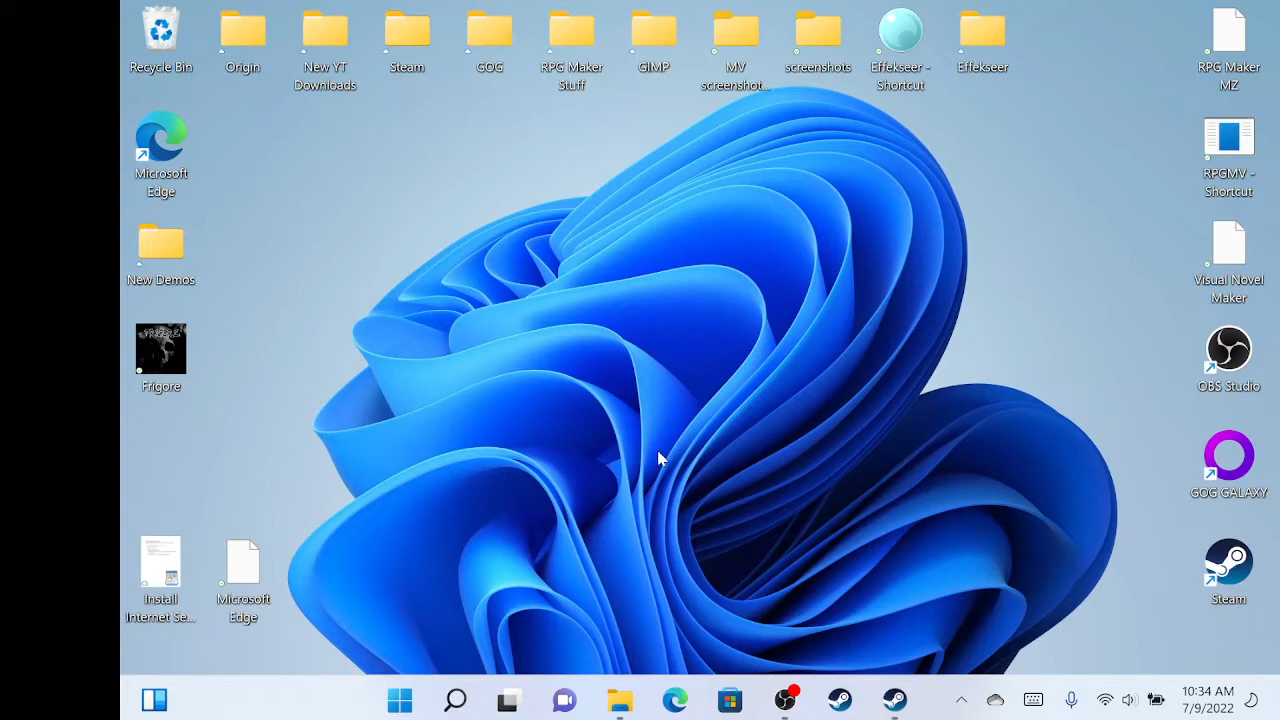 Recycle Bin
Origin
New YT
Downloads
Steam
GOG
RPG Maker
Stuff
GIMP
MV
screenshot...
screenshots
Effekseer -
Shortcut
Effekseer
RPG Maker
MZ
Microsoft
Edge
RPGMV -
Shortcut
New Demos
Visual Novel
Maker
Frigore
OBS Studio
GOG GALAXY
Install
Internet Se...
Microsoft
Edge
Steam
10:34 AM
7/9/2022